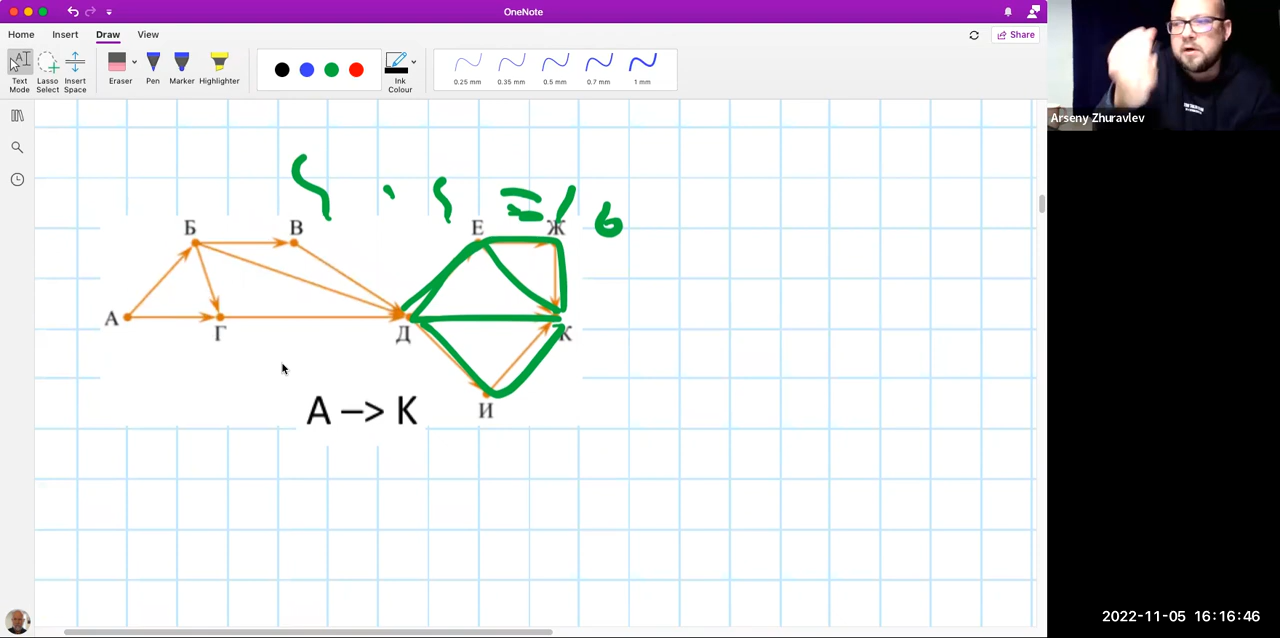 OneNote
Home Insert Draw View
Share
Text Mode
Lasso Select
Insert Space
Eraser
Pen
Marker
Highlighter
Ink Colour
0.25 mm
0.35 mm
0.5 mm
0.7 mm
1 mm
Arseny Zhuravlev
= 16
Б В Е Ж
А Г Д К
И
A –> K
2022-11-05 16:16:46